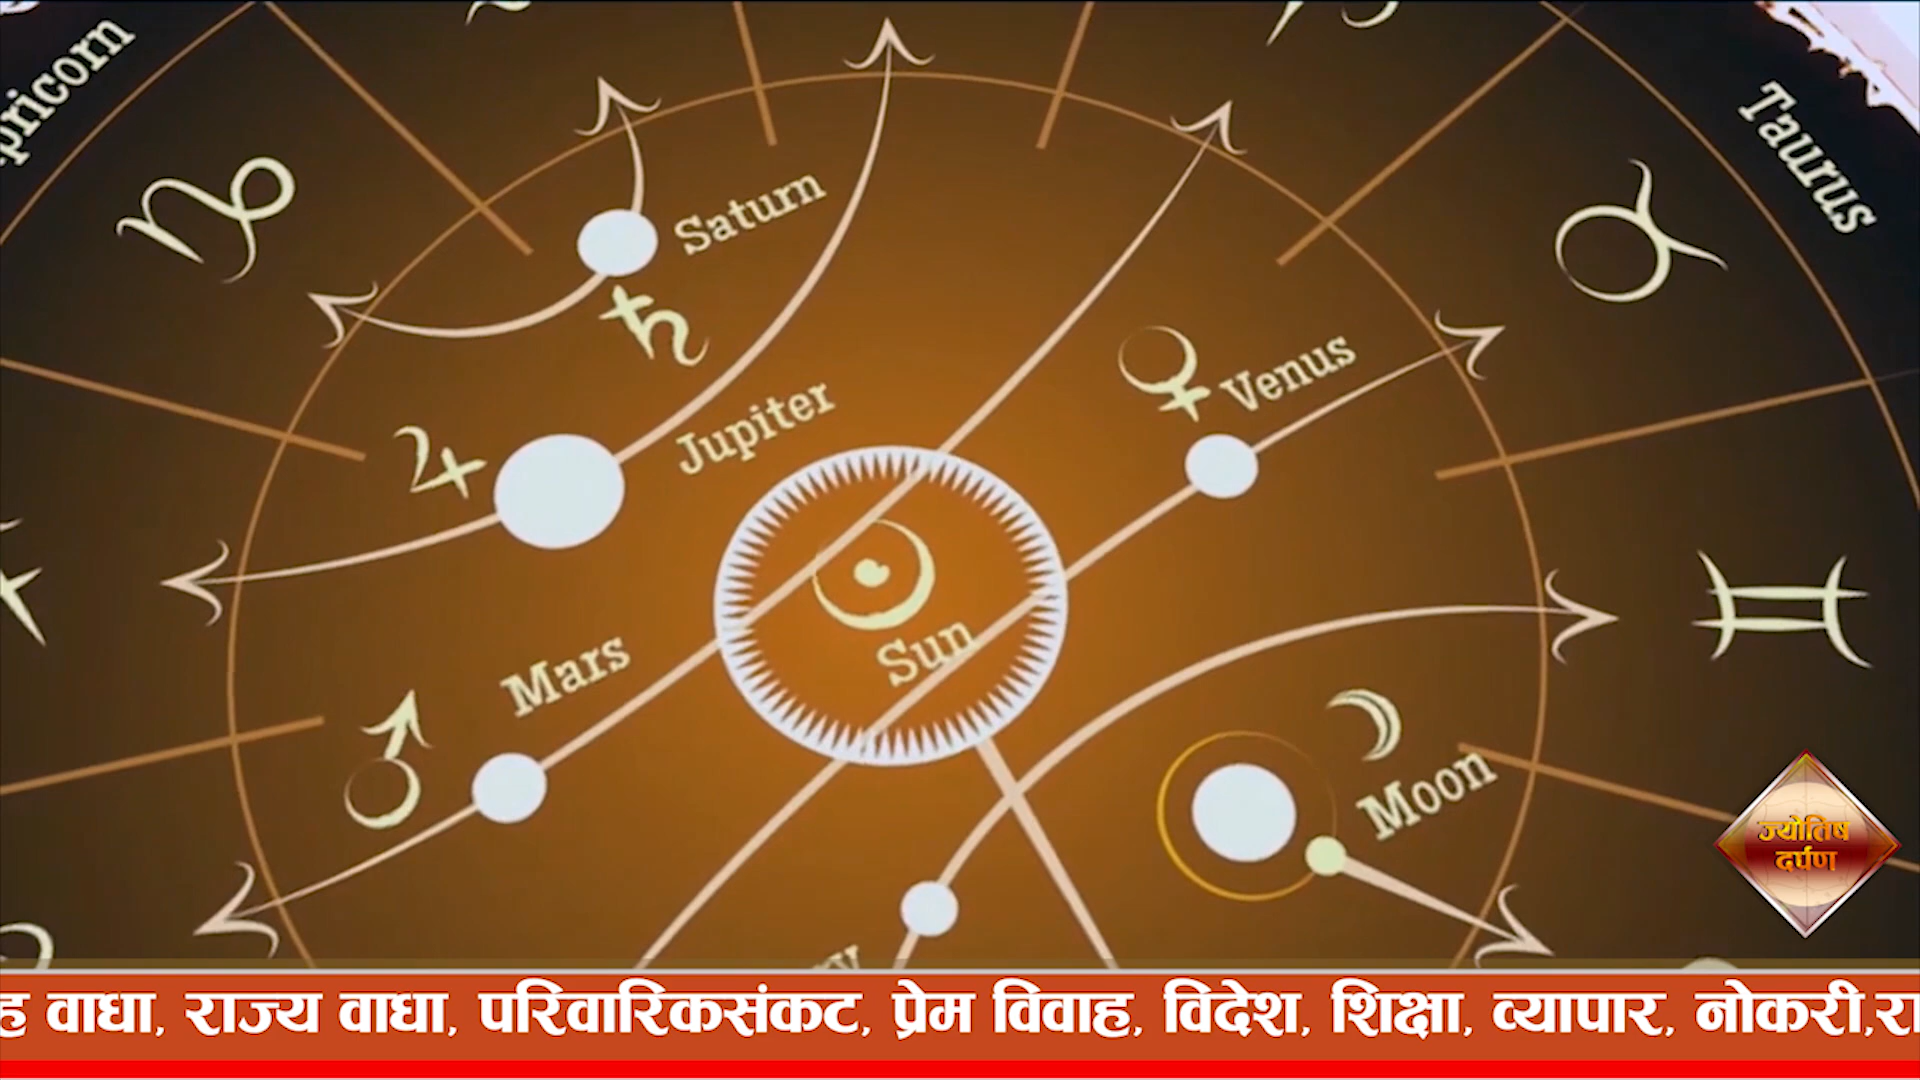 pricorn
Taurus
Saturn
Jupiter
Venus
Sun
Mars
Moon
ज्योतिष
दर्पण
ह वाधा, राज्य वाधा, परिवारिकसंकट, प्रेम विवाह, विदेश, शिक्षा, व्यापार, नोकरी,रा